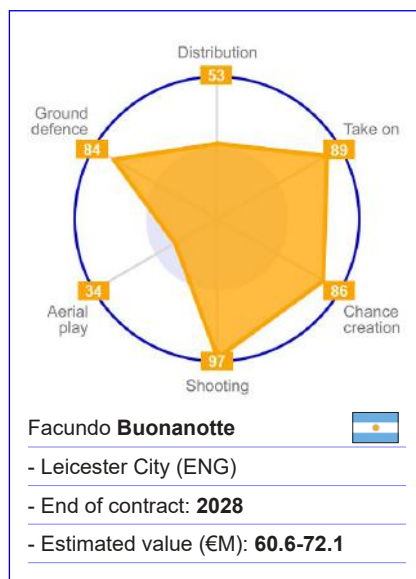 Distribution
53
Ground
defence
84
Take on
89
34
Aerial
play
86
Chance
creation
97
Shooting
Facundo Buonanotte
- Leicester City (ENG)
- End of contract: 2028
- Estimated value (€M): 60.6-72.1